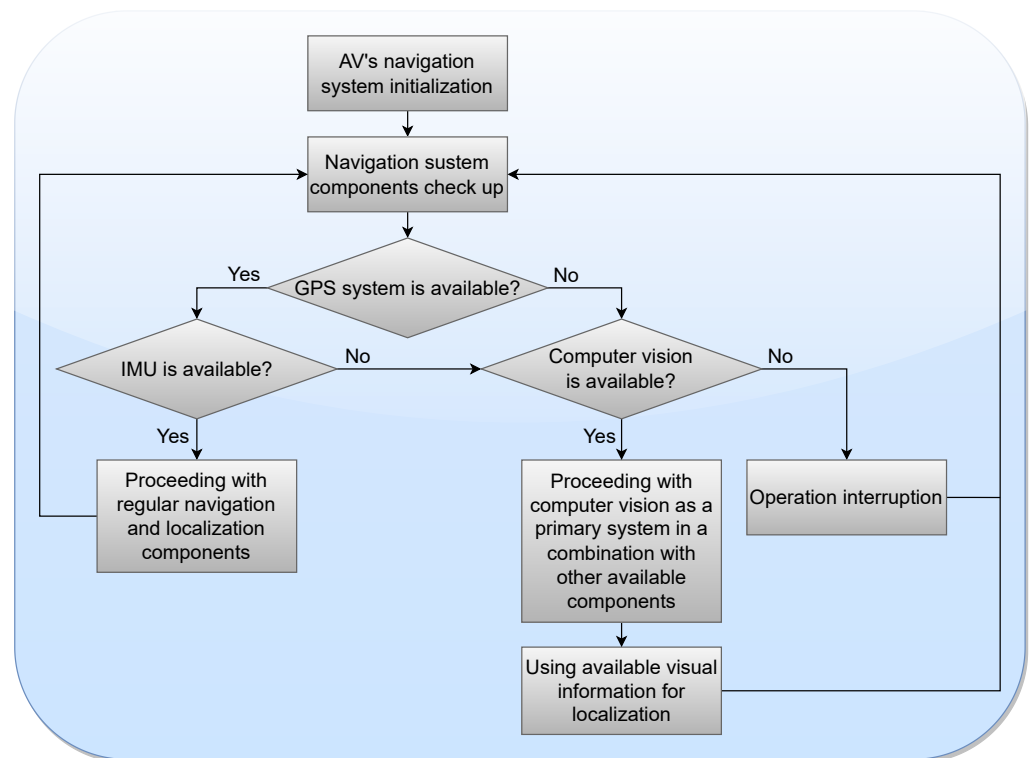 AV's navigation
system initialization
Navigation sustem
components check up
Yes
GPS system is available?
No
IMU is available?
No
Computer vision
is available?
No
Yes
Yes
Proceeding with
regular navigation
and localization
components
Proceeding with
computer vision as a
primary system in a
combination with
other available
components
Operation interruption
Using available visual
information for
localization